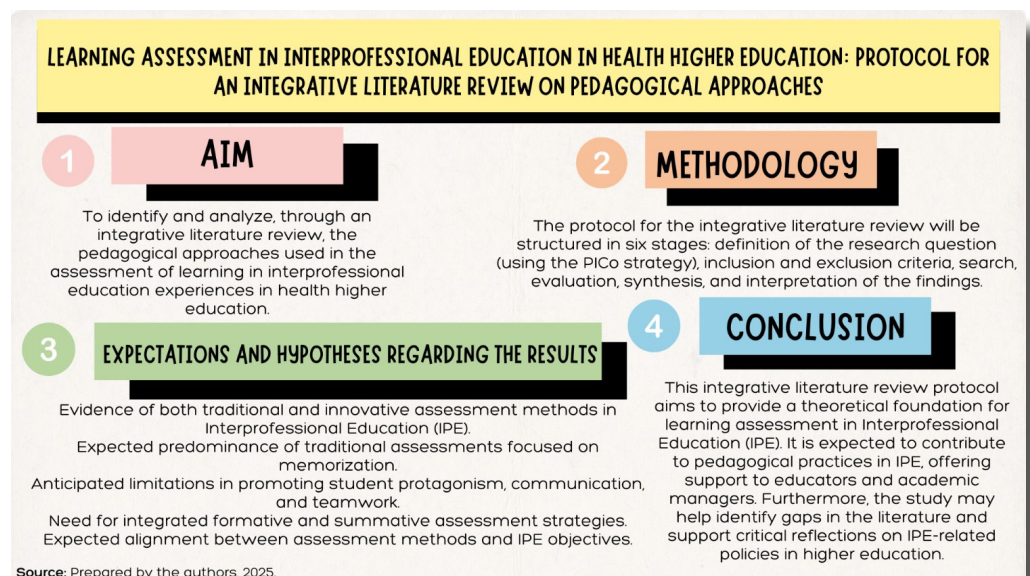 LEARNING ASSESSMENT IN INTERPROFESSIONAL EDUCATION IN HEALTH HIGHER EDUCATION: PROTOCOL FOR
AN INTEGRATIVE LITERATURE REVIEW ON PEDAGOGICAL APPROACHES
1
AIM
To identify and analyze, through an
integrative literature review, the
pedagogical approaches used in the
assessment of learning in interprofessional
education experiences in health higher
education.
2
METHODOLOGY
The protocol for the integrative literature review will be
structured in six stages: definition of the research question
(using the PICo strategy), inclusion and exclusion criteria, search,
evaluation, synthesis, and interpretation of the findings.
3
EXPECTATIONS AND HYPOTHESES REGARDING THE RESULTS
Evidence of both traditional and innovative assessment methods in
Interprofessional Education (IPE).
Expected predominance of traditional assessments focused on
memorization.
Anticipated limitations in promoting student protagonism, communication,
and teamwork.
Need for integrated formative and summative assessment strategies.
Expected alignment between assessment methods and IPE objectives.
4
CONCLUSION
This integrative literature review protocol
aims to provide a theoretical foundation for
learning assessment in Interprofessional
Education (IPE). It is expected to contribute
to pedagogical practices in IPE, offering
support to educators and academic
managers. Furthermore, the study may
help identify gaps in the literature and
support critical reflections on IPE-related
policies in higher education.
Source: Prepared by the authors, 2025.